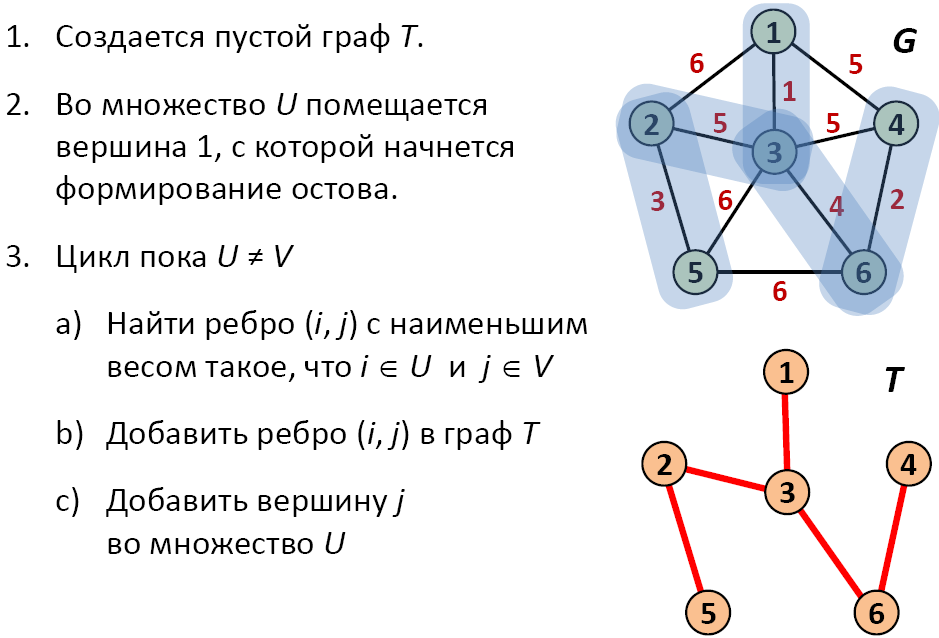 1. Создается пустой граф T.
2. Во множество U помещается
вершина 1, с которой начнется
формирование остова.
3. Цикл пока U ≠ V
a) Найти ребро (i, j) с наименьшим
весом такое, что i ∈ U и j ∈ V
b) Добавить ребро (i, j) в граф T
c) Добавить вершину j
во множество U
1
G
6
5
1
2
5
5
4
3
3
6
4
2
5
6
6
1
T
2
4
3
5
6